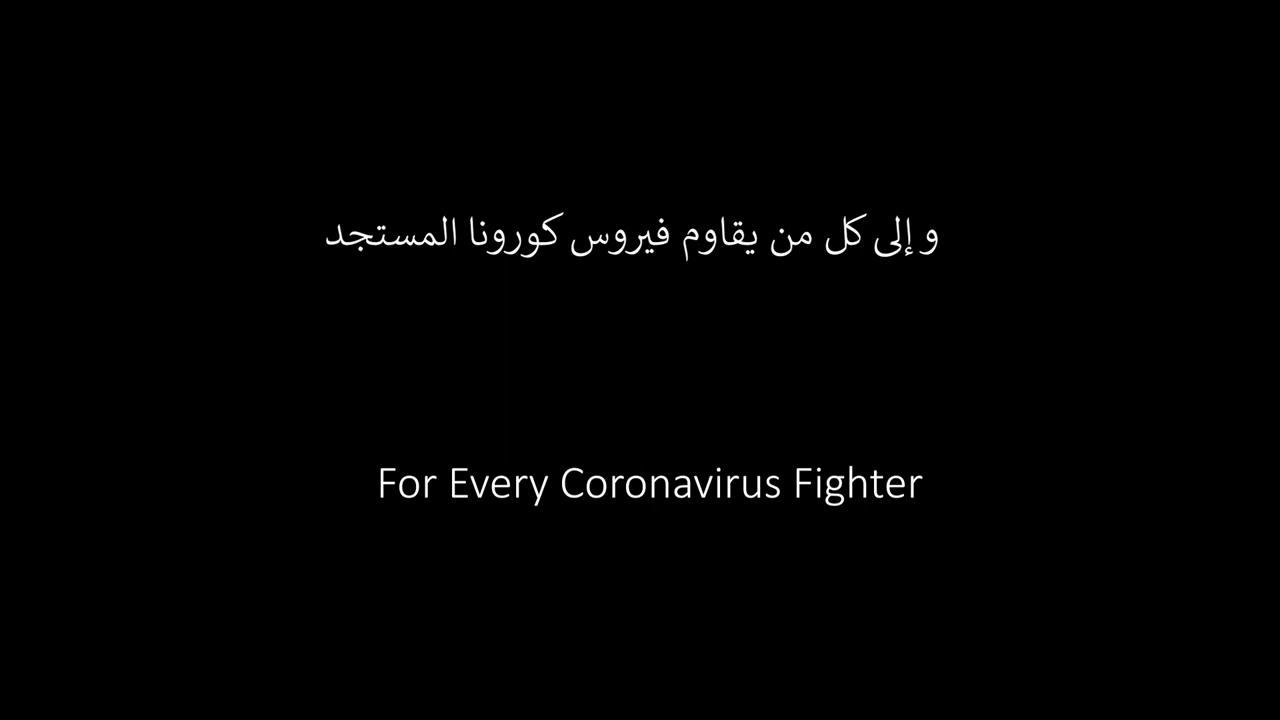 و إلى كل من يقاوم فيروس كورونا المستجد
For Every Coronavirus Fighter